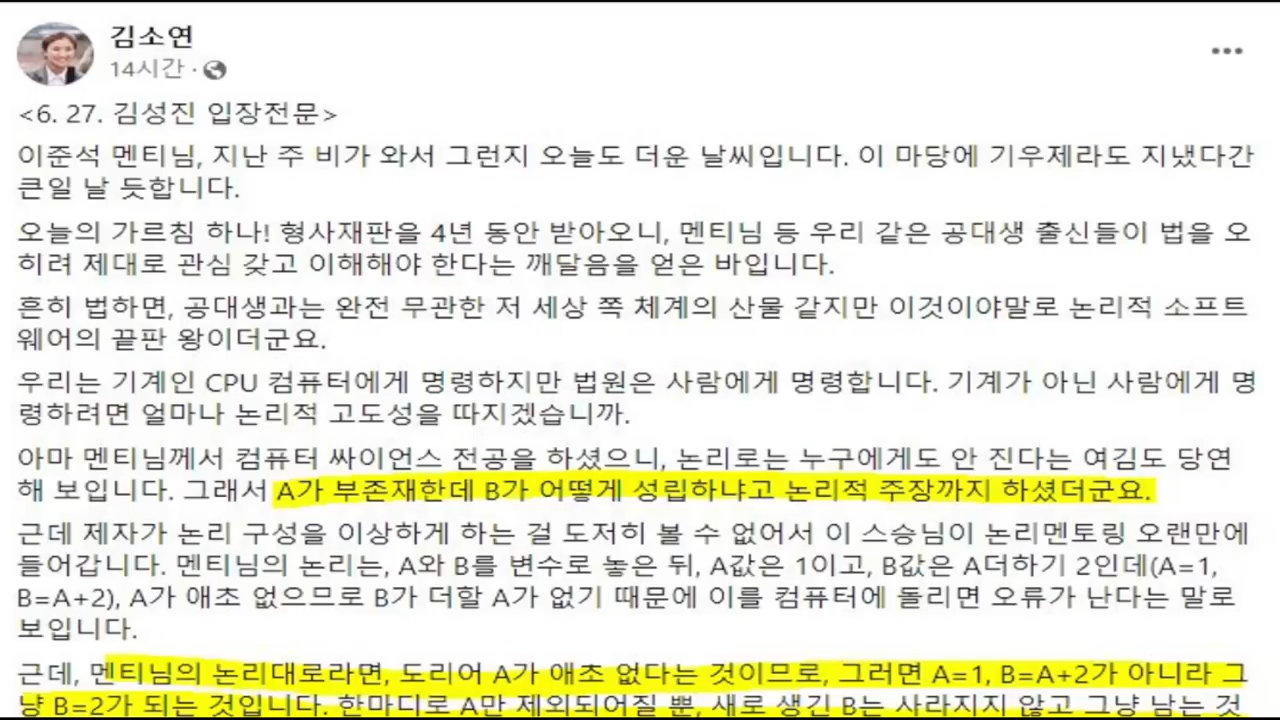 김소연
14시간 ·
<6. 27. 김성진 입장전문>
이준석 멘티님, 지난 주 비가 와서 그런지 오늘도 더운 날씨입니다. 이 마당에 기우제라도 지냈다간
큰일 날 듯합니다.
오늘의 가르침 하나! 형사재판을 4년 동안 받아오니, 멘티님 등 우리 같은 공대생 출신들이 법을 오
히려 제대로 관심 갖고 이해해야 한다는 깨달음을 얻은 바입니다.
흔히 법하면, 공대생과는 완전 무관한 저 세상 쪽 체계의 산물 같지만 이것이야말로 논리적 소프트
웨어의 끝판 왕이더군요.
우리는 기계인 CPU 컴퓨터에게 명령하지만 법원은 사람에게 명령합니다. 기계가 아닌 사람에게 명
령하려면 얼마나 논리적 고도성을 따지겠습니까.
아마 멘티님께서 컴퓨터 싸이언스 전공을 하셨으니, 논리로는 누구에게도 안 진다는 여김도 당연
해 보입니다. 그래서 A가 부존재한데 B가 어떻게 성립하냐고 논리적 주장까지 하셨더군요.
근데 제자가 논리 구성을 이상하게 하는 걸 도저히 볼 수 없어서 이 스승님이 논리멘토링 오랜만에
들어갑니다. 멘티님의 논리는, A와 B를 변수로 놓은 뒤, A값은 1이고, B값은 A더하기 2인데(A=1,
B=A+2), A가 애초 없으므로 B가 더할 A가 없기 때문에 이를 컴퓨터에 돌리면 오류가 난다는 말로
보입니다.
근데, 멘티님의 논리대로라면, 도리어 A가 애초 없다는 것이므로, 그러면 A=1, B=A+2가 아니라 그
냥 B=2가 되는 것입니다. 한마디로 A만 제외되어질 뿐, 새로 생긴 B는 사라지지 않고 그냥 남는 것